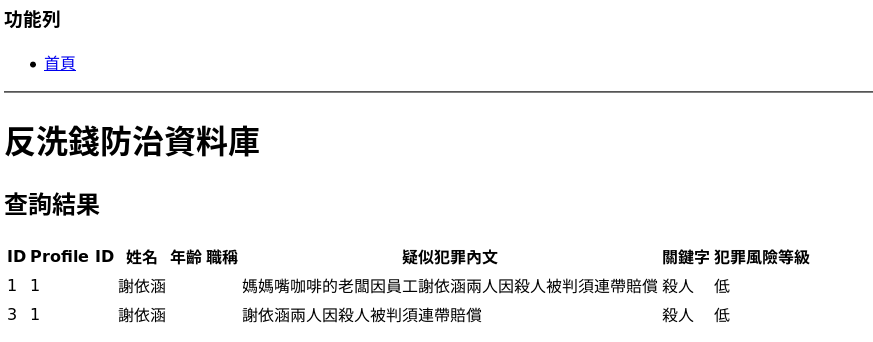 功能列
首頁
反洗錢防治資料庫
查詢結果
ID Profile ID 姓名 年齡 職稱 疑似犯罪內文 關鍵字 犯罪風險等級
1 1 謝依涵 媽媽嘴咖啡的老闆因員工謝依涵兩人因殺人被判須連帶賠償 殺人 低
3 1 謝依涵 謝依涵兩人因殺人被判須連帶賠償 殺人 低